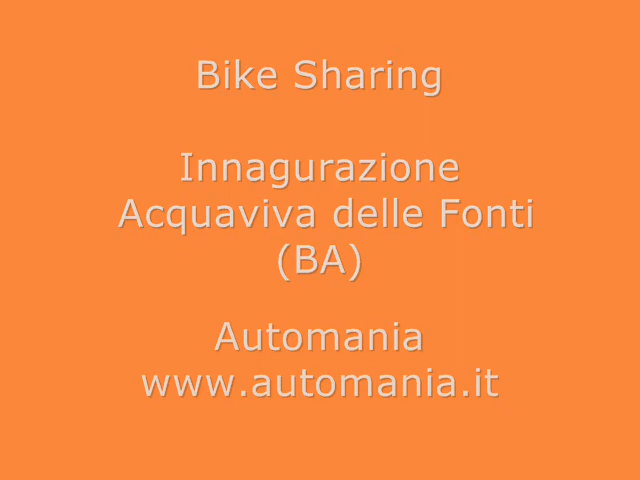 Bike Sharing
Innagurazione
Acquaviva delle Fonti
(BA)
Automania
www.automania.it